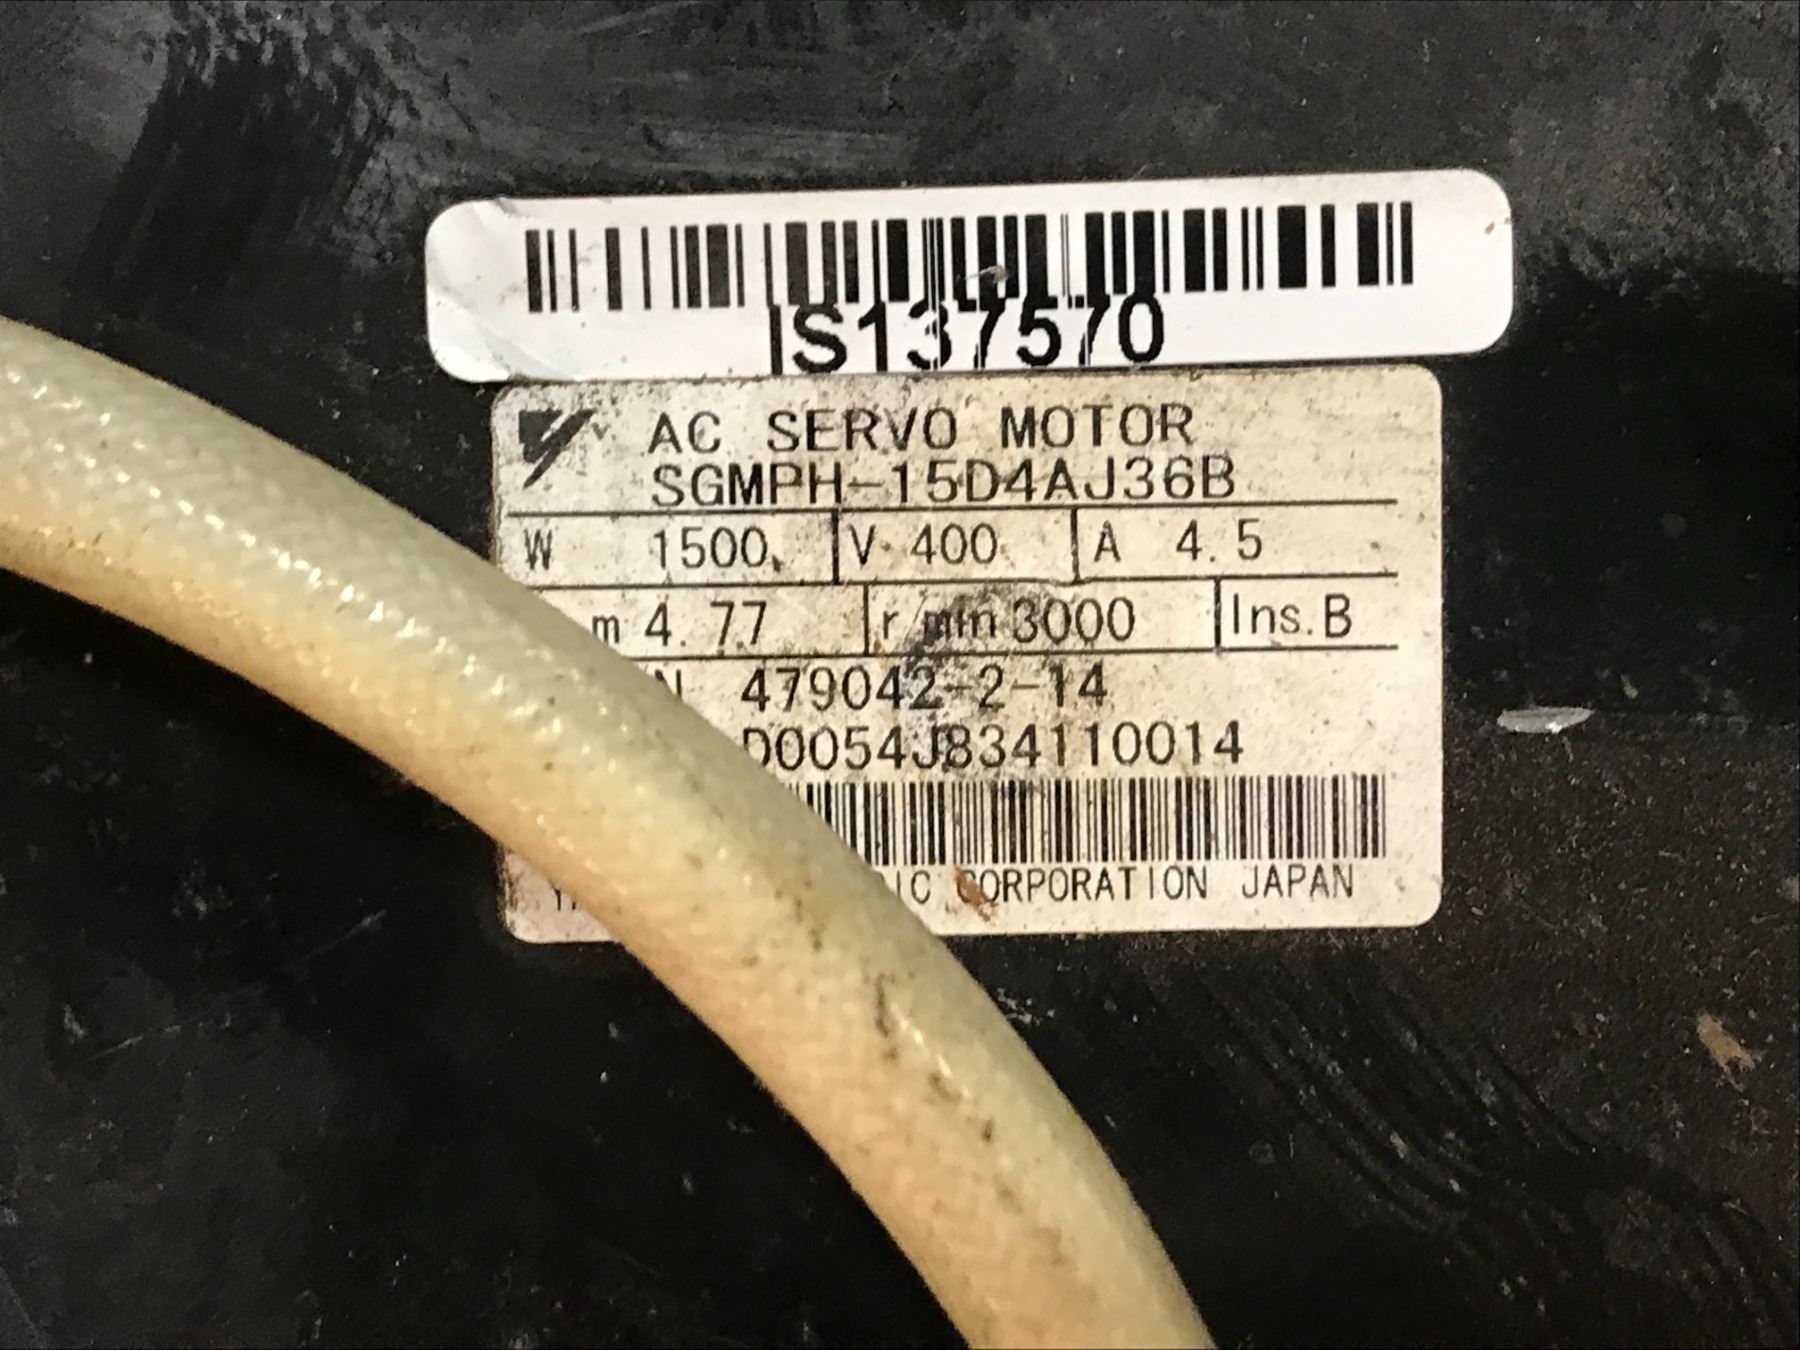 IS137570
AC SERVO MOTOR
SGMPH-15D4AJ36B
W 1500. V 400 A 4.5
m 4.77 r min 3000 Ins.B
N 479042-2-14
D0054J834110014
CORPORATION JAPAN